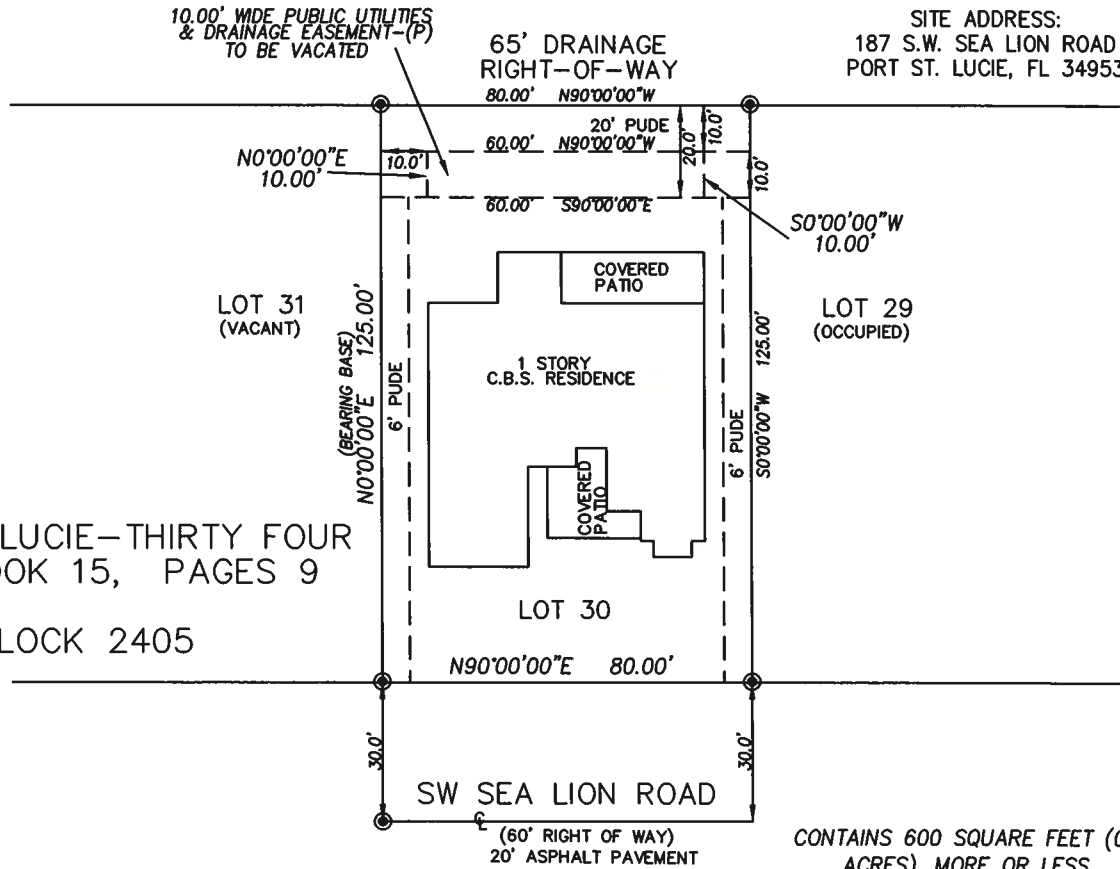 10.00' WIDE PUBLIC UTILITIES
& DRAINAGE EASEMENT-(P)
TO BE VACATED
65' DRAINAGE
RIGHT-OF-WAY
SITE ADDRESS:
187 S.W. SEA LION ROAD
PORT ST. LUCIE, FL 34953
80.00' N90°00'00"W
20' PUDE
60.00' N90°00'00"W
10.0'
20.0'
10.0'
10.0'
N0°00'00"E
10.00'
60.00' S90°00'00"E
S0°00'00"W
10.00'
COVERED
PATIO
LOT 31
(VACANT)
(BEARING BASE)
N0°00'00"E 125.00'
6' PUDE
1 STORY
C.B.S. RESIDENCE
COVERED
PATIO
6' PUDE
S0°00'00"W 125.00'
LOT 29
(OCCUPIED)
LUCIE-THIRTY FOUR
OOK 15, PAGES 9
LOCK 2405
LOT 30
N90°00'00"E 80.00'
30.0'
30.0'
SW SEA LION ROAD
℄
(60' RIGHT OF WAY)
20' ASPHALT PAVEMENT
CONTAINS 600 SQUARE FEET (
ACRES), MORE OR LESS